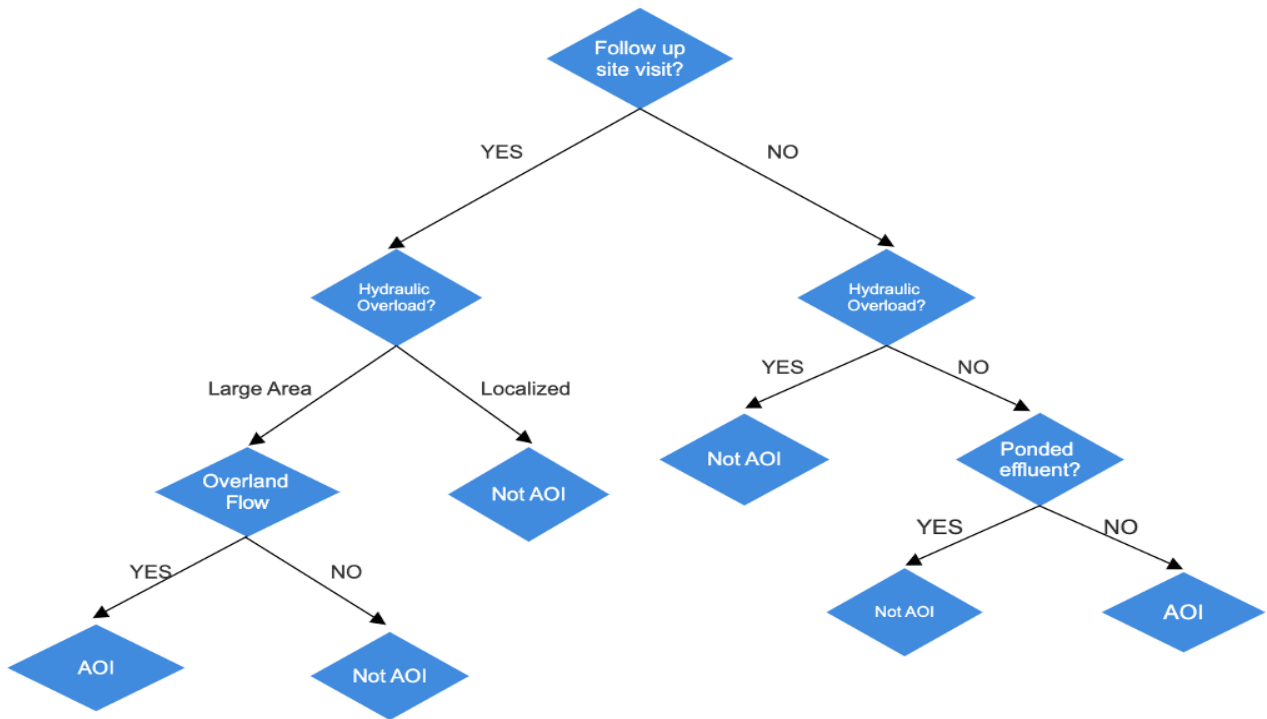 Follow up
site visit?
YES
NO
Hydraulic
Overload?
Hydraulic
Overload?
Large Area
Localized
YES
NO
Overland
Flow
Not AOI
Not AOI
Ponded
effluent?
YES
NO
YES
NO
AOI
Not AOI
Not AOI
AOI